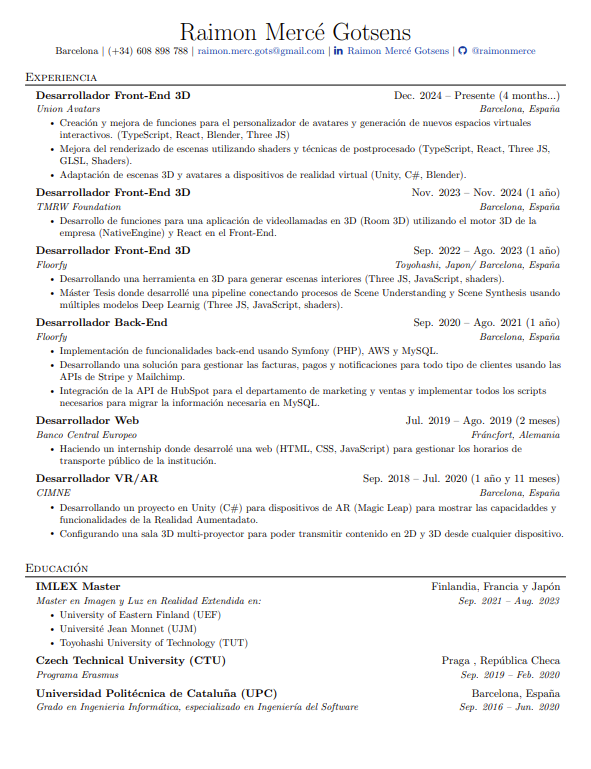 Raimon Mercé Gotsens
Barcelona | (+34) 608 898 788 | raimon.merc.gots@gmail.com | in Raimon Mercé Gotsens | @raimonmerce
Experiencia
Desarrollador Front-End 3D Dec. 2024 – Presente (4 months...)
Union Avatars Barcelona, España
• Creación y mejora de funciones para el personalizador de avatares y generación de nuevos espacios virtuales
interactivos. (TypeScript, React, Blender, Three JS)
• Mejora del renderizado de escenas utilizando shaders y técnicas de postprocesado (TypeScript, React, Three JS,
GLSL, Shaders).
• Adaptación de escenas 3D y avatares a dispositivos de realidad virtual (Unity, C#, Blender).
Desarrollador Front-End 3D Nov. 2023 – Nov. 2024 (1 año)
TMRW Foundation Barcelona, España
• Desarrollo de funciones para una aplicación de videollamadas en 3D (Room 3D) utilizando el motor 3D de la
empresa (NativeEngine) y React en el Front-End.
Desarrollador Front-End 3D Sep. 2022 – Ago. 2023 (1 año)
Floorfy Toyohashi, Japon/ Barcelona, España
• Desarrollando una herramienta en 3D para generar escenas interiores (Three JS, JavaScript, shaders).
• Máster Tesis donde desarrollé una pipeline conectando procesos de Scene Understanding y Scene Synthesis usando
múltiples modelos Deep Learnig (Three JS, JavaScript, shaders).
Desarrollador Back-End Sep. 2020 – Ago. 2021 (1 año)
Floorfy Barcelona, España
• Implementación de funcionalidades back-end usando Symfony (PHP), AWS y MySQL.
• Desarrollando una solución para gestionar las facturas, pagos y notificaciones para todo tipo de clientes usando las
APIs de Stripe y Mailchimp.
• Integración de la API de HubSpot para el departamento de marketing y ventas y implementar todos los scripts
necesarios para migrar la información necesaria en MySQL.
Desarrollador Web Jul. 2019 – Ago. 2019 (2 meses)
Banco Central Europeo Fráncfort, Alemania
• Haciendo un internship donde desarrolé una web (HTML, CSS, JavaScript) para gestionar los horarios de
transporte público de la institución.
Desarrollador VR/AR Sep. 2018 – Jul. 2020 (1 año y 11 meses)
CIMNE Barcelona, España
• Desarrollando un proyecto en Unity (C#) para dispositivos de AR (Magic Leap) para mostrar las capacidaddes y
funcionalidades de la Realidad Aumentadato.
• Configurando una sala 3D multi-proyector para poder transmitir contenido en 2D y 3D desde cualquier dispositivo.
Educación
IMLEX Master Finlandia, Francia y Japón
Master en Imagen y Luz en Realidad Extendida en: Sep. 2021 – Aug. 2023
• University of Eastern Finland (UEF)
• Université Jean Monnet (UJM)
• Toyohashi University of Technology (TUT)
Czech Technical University (CTU) Praga , República Checa
Programa Erasmus Sep. 2019 – Feb. 2020
Universidad Politécnica de Cataluña (UPC) Barcelona, España
Grado en Ingenieria Informática, especializado en Ingeniería del Software Sep. 2016 – Jun. 2020